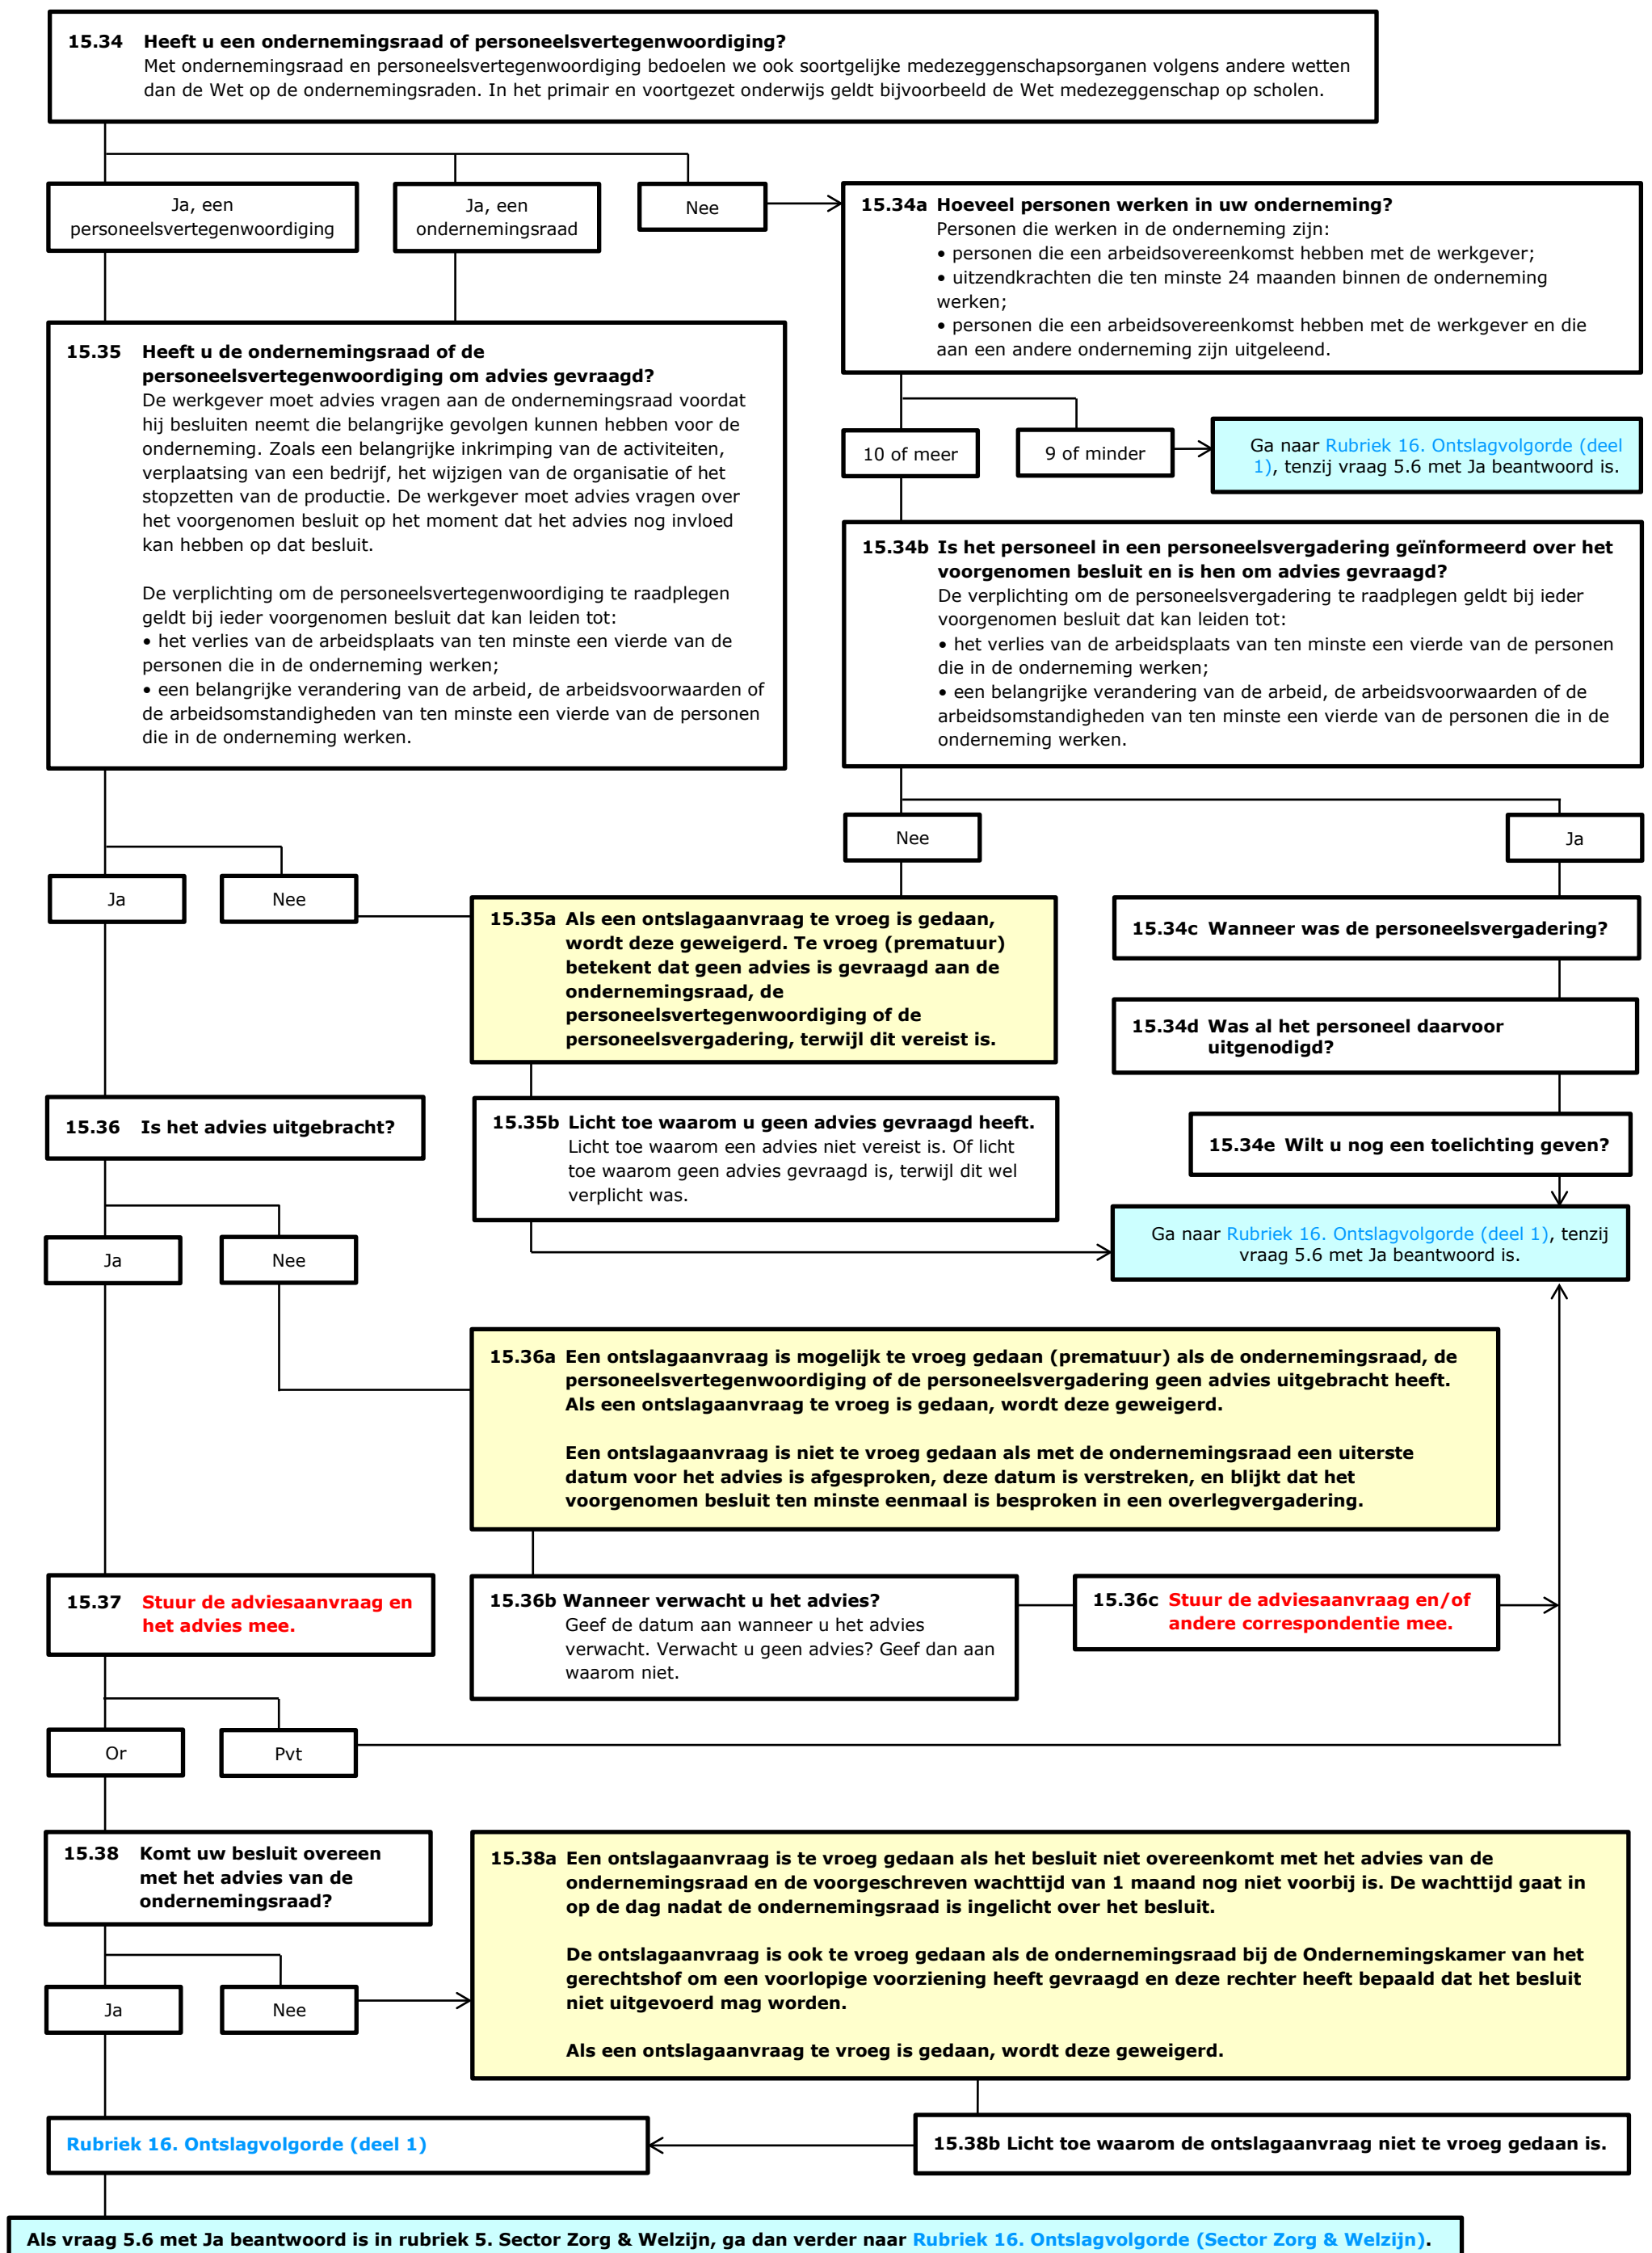 15.34 Heeft u een ondernemingsraad of personeelsvertegenwoordiging?
Met ondernemingsraad en personeelsvertegenwoordiging bedoelen we ook soortgelijke medezeggenschapsorganen volgens andere wetten
dan de Wet op de ondernemingsraden. In het primair en voortgezet onderwijs geldt bijvoorbeeld de Wet medezeggenschap op scholen.
Ja, een
personeelsvertegenwoordiging
Ja, een
ondernemingsraad
Nee
15.34a Hoeveel personen werken in uw onderneming?
Personen die werken in de onderneming zijn:
• personen die een arbeidsovereenkomst hebben met de werkgever;
• uitzendkrachten die ten minste 24 maanden binnen de onderneming
werken;
• personen die een arbeidsovereenkomst hebben met de werkgever en die
aan een andere onderneming zijn uitgeleend.
15.35 Heeft u de ondernemingsraad of de
personeelsvertegenwoordiging om advies gevraagd?
De werkgever moet advies vragen aan de ondernemingsraad voordat
hij besluiten neemt die belangrijke gevolgen kunnen hebben voor de
onderneming. Zoals een belangrijke inkrimping van de activiteiten,
verplaatsing van een bedrijf, het wijzigen van de organisatie of het
stopzetten van de productie. De werkgever moet advies vragen over
het voorgenomen besluit op het moment dat het advies nog invloed
kan hebben op dat besluit.
De verplichting om de personeelsvertegenwoordiging te raadplegen
geldt bij ieder voorgenomen besluit dat kan leiden tot:
• het verlies van de arbeidsplaats van ten minste een vierde van de
personen die in de onderneming werken;
• een belangrijke verandering van de arbeid, de arbeidsvoorwaarden of
de arbeidsomstandigheden van ten minste een vierde van de personen
die in de onderneming werken.
10 of meer
9 of minder
Ga naar Rubriek 16. Ontslagvolgorde (deel
1), tenzij vraag 5.6 met Ja beantwoord is.
15.34b Is het personeel in een personeelsvergadering geïnformeerd over het
voorgenomen besluit en is hen om advies gevraagd?
De verplichting om de personeelsvergadering te raadplegen geldt bij ieder
voorgenomen besluit dat kan leiden tot:
• het verlies van de arbeidsplaats van ten minste een vierde van de personen
die in de onderneming werken;
• een belangrijke verandering van de arbeid, de arbeidsvoorwaarden of de
arbeidsomstandigheden van ten minste een vierde van de personen die in de
onderneming werken.
Nee
Ja
Ja
Nee
15.35a Als een ontslagaanvraag te vroeg is gedaan,
wordt deze geweigerd. Te vroeg (prematuur)
betekent dat geen advies is gevraagd aan de
ondernemingsraad, de
personeelsvertegenwoordiging of de
personeelsvergadering, terwijl dit vereist is.
15.34c Wanneer was de personeelsvergadering?
15.34d Was al het personeel daarvoor
uitgenodigd?
15.36 Is het advies uitgebracht?
15.35b Licht toe waarom u geen advies gevraagd heeft.
Licht toe waarom een advies niet vereist is. Of licht
toe waarom geen advies gevraagd is, terwijl dit wel
verplicht was.
15.34e Wilt u nog een toelichting geven?
Ja
Nee
Ga naar Rubriek 16. Ontslagvolgorde (deel 1), tenzij
vraag 5.6 met Ja beantwoord is.
15.36a Een ontslagaanvraag is mogelijk te vroeg gedaan (prematuur) als de ondernemingsraad, de
personeelsvertegenwoordiging of de personeelsvergadering geen advies uitgebracht heeft.
Als een ontslagaanvraag te vroeg is gedaan, wordt deze geweigerd.
Een ontslagaanvraag is niet te vroeg gedaan als met de ondernemingsraad een uiterste
datum voor het advies is afgesproken, deze datum is verstreken, en blijkt dat het
voorgenomen besluit ten minste eenmaal is besproken in een overlegvergadering.
15.37 Stuur de adviesaanvraag en
het advies mee.
15.36b Wanneer verwacht u het advies?
Geef de datum aan wanneer u het advies
verwacht. Verwacht u geen advies? Geef dan aan
waarom niet.
15.36c Stuur de adviesaanvraag en/of
andere correspondentie mee.
Or
Pvt
15.38 Komt uw besluit overeen
met het advies van de
ondernemingsraad?
15.38a Een ontslagaanvraag is te vroeg gedaan als het besluit niet overeenkomt met het advies van de
ondernemingsraad en de voorgeschreven wachttijd van 1 maand nog niet voorbij is. De wachttijd gaat in
op de dag nadat de ondernemingsraad is ingelicht over het besluit.
De ontslagaanvraag is ook te vroeg gedaan als de ondernemingsraad bij de Ondernemingskamer van het
gerechtshof om een voorlopige voorziening heeft gevraagd en deze rechter heeft bepaald dat het besluit
niet uitgevoerd mag worden.
Als een ontslagaanvraag te vroeg is gedaan, wordt deze geweigerd.
Ja
Nee
Rubriek 16. Ontslagvolgorde (deel 1)
15.38b Licht toe waarom de ontslagaanvraag niet te vroeg gedaan is.
Als vraag 5.6 met Ja beantwoord is in rubriek 5. Sector Zorg & Welzijn, ga dan verder naar Rubriek 16. Ontslagvolgorde (Sector Zorg & Welzijn).